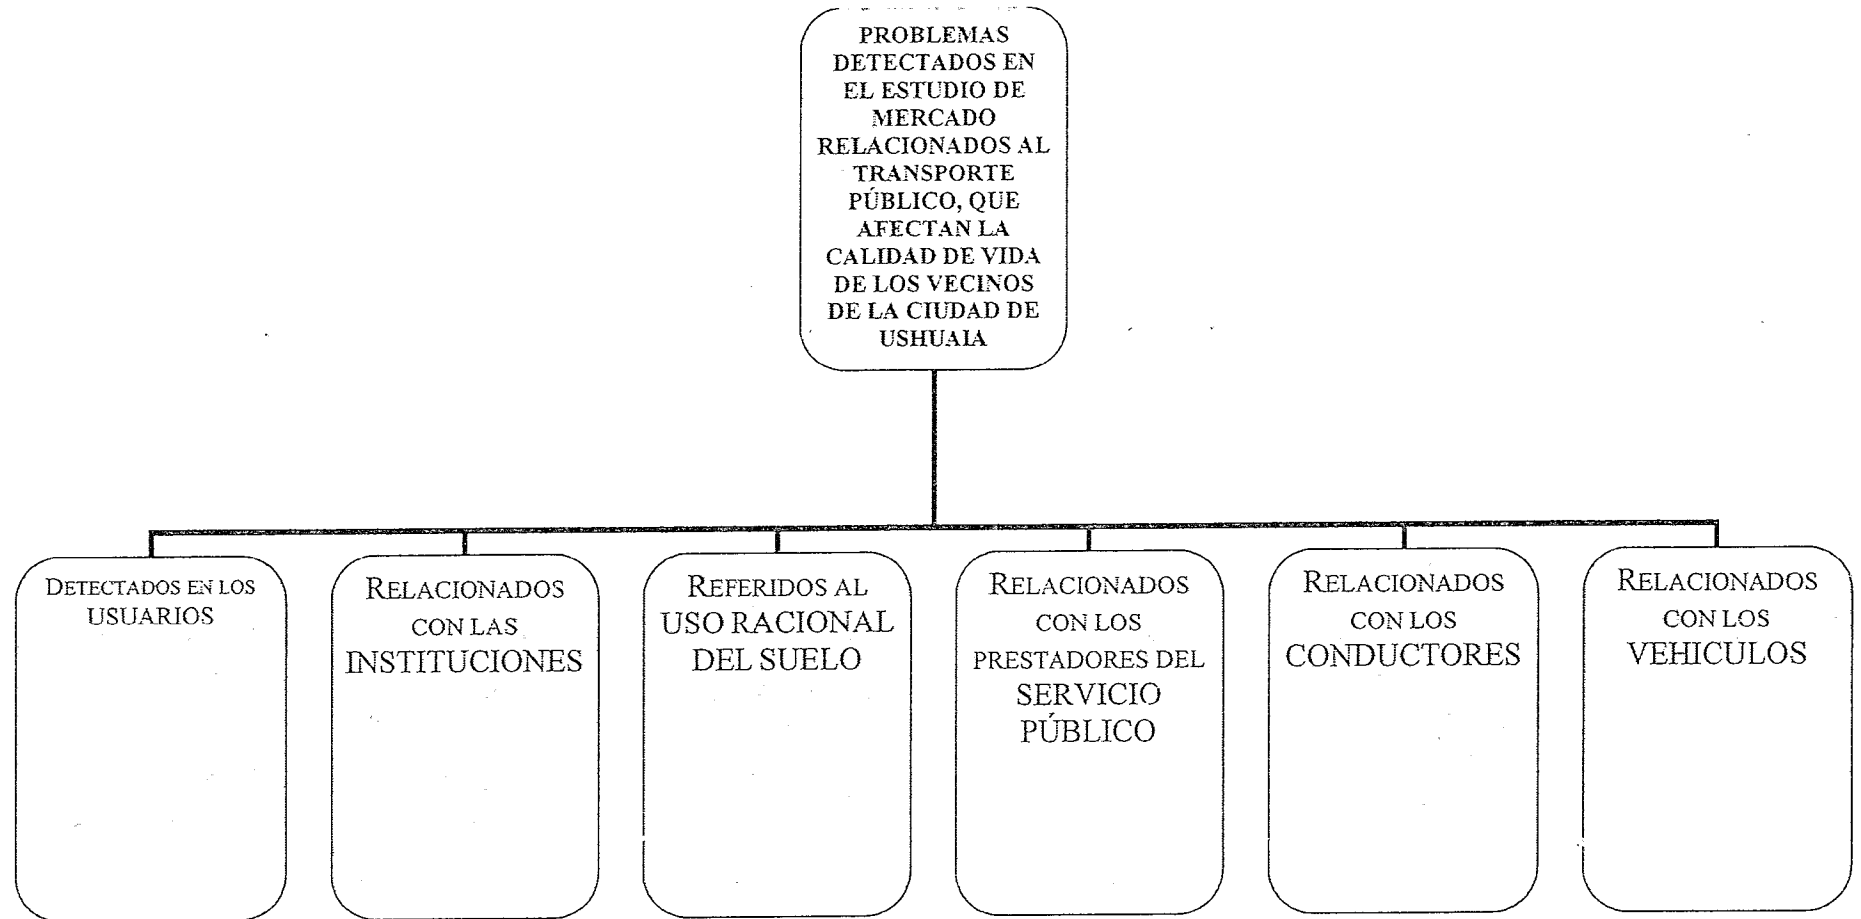 PROBLEMAS
DETECTADOS EN
EL ESTUDIO DE
MERCADO
RELACIONADOS AL
TRANSPORTE
PÚBLICO, QUE
AFECTAN LA
CALIDAD DE VIDA
DE LOS VECINOS
DE LA CIUDAD DE
USHUAIA
DETECTADOS EN LOS
USUARIOS
RELACIONADOS
CON LAS
INSTITUCIONES
REFERIDOS AL
USO RACIONAL
DEL SUELO
RELACIONADOS
CON LOS
PRESTADORES DEL
SERVICIO
PÚBLICO
RELACIONADOS
CON LOS
CONDUCTORES
RELACIONADOS
CON LOS
VEHICULOS